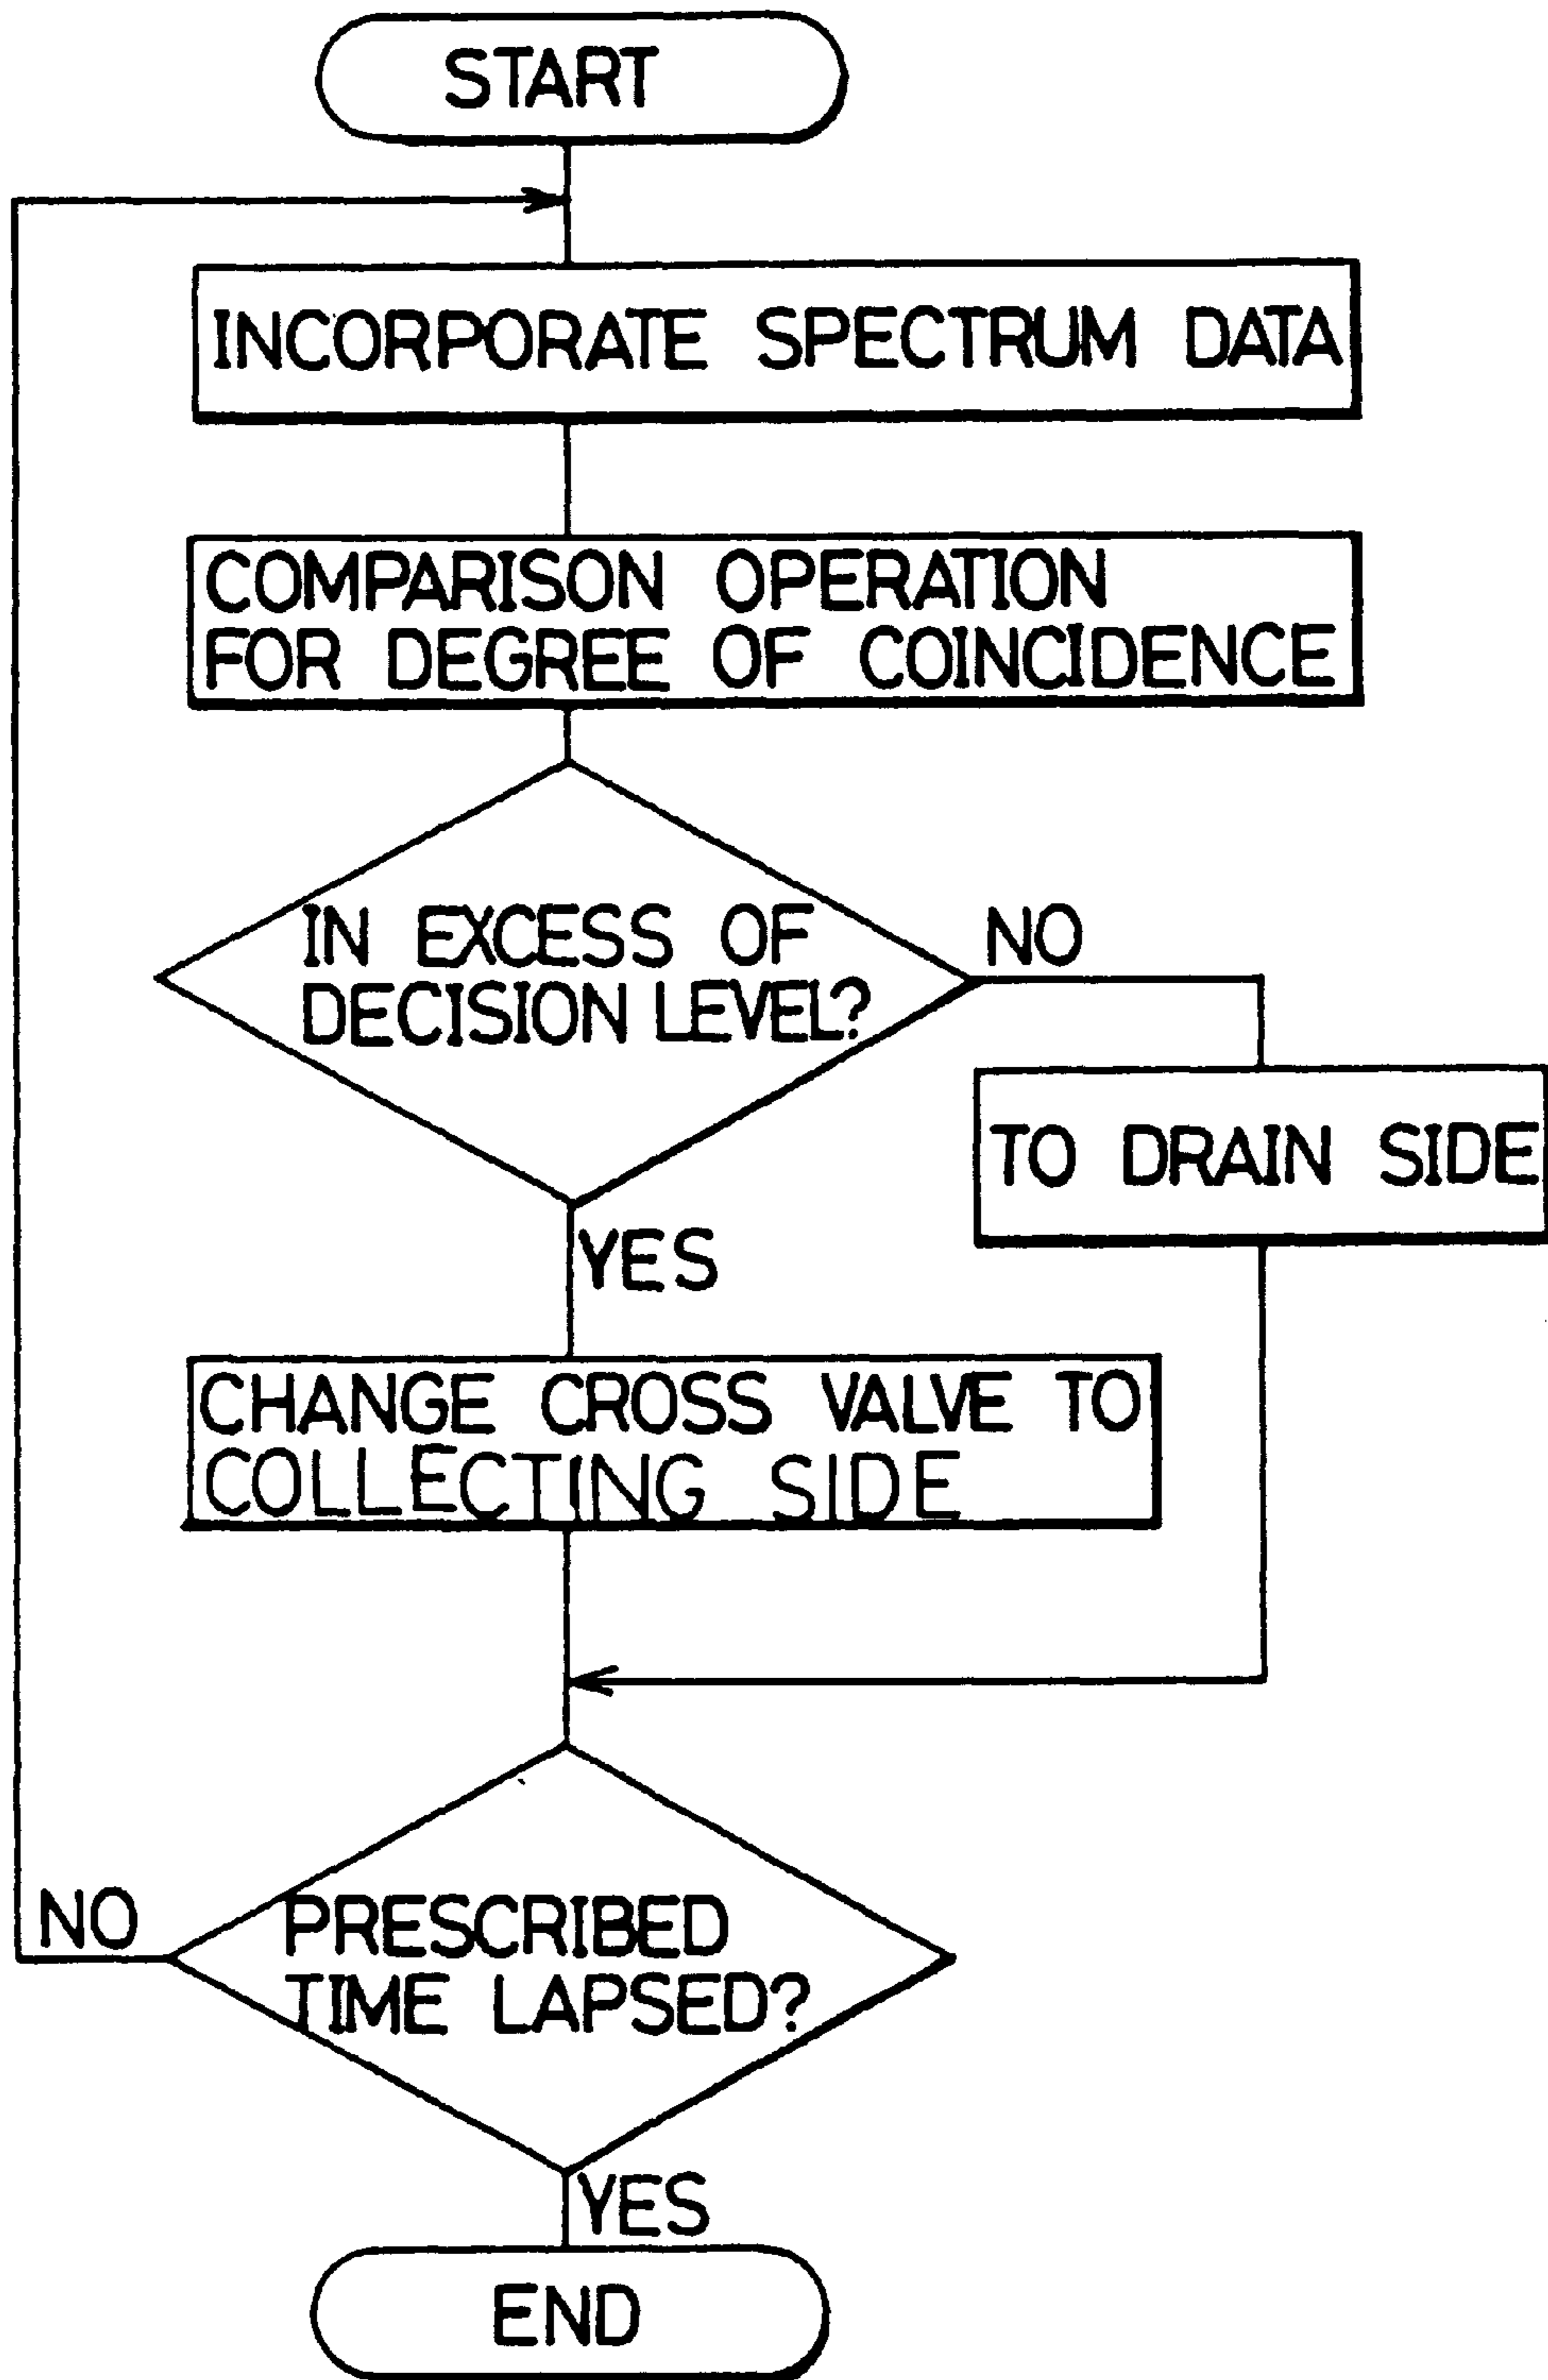 START
INCORPORATE SPECTRUM DATA
COMPARISON OPERATION
FOR DEGREE OF COINCIDENCE
IN EXCESS OF
DECISION LEVEL?
NO
TO DRAIN SIDE
YES
CHANGE CROSS VALVE TO
COLLECTING SIDE
PRESCRIBED
TIME LAPSED?
NO
YES
END